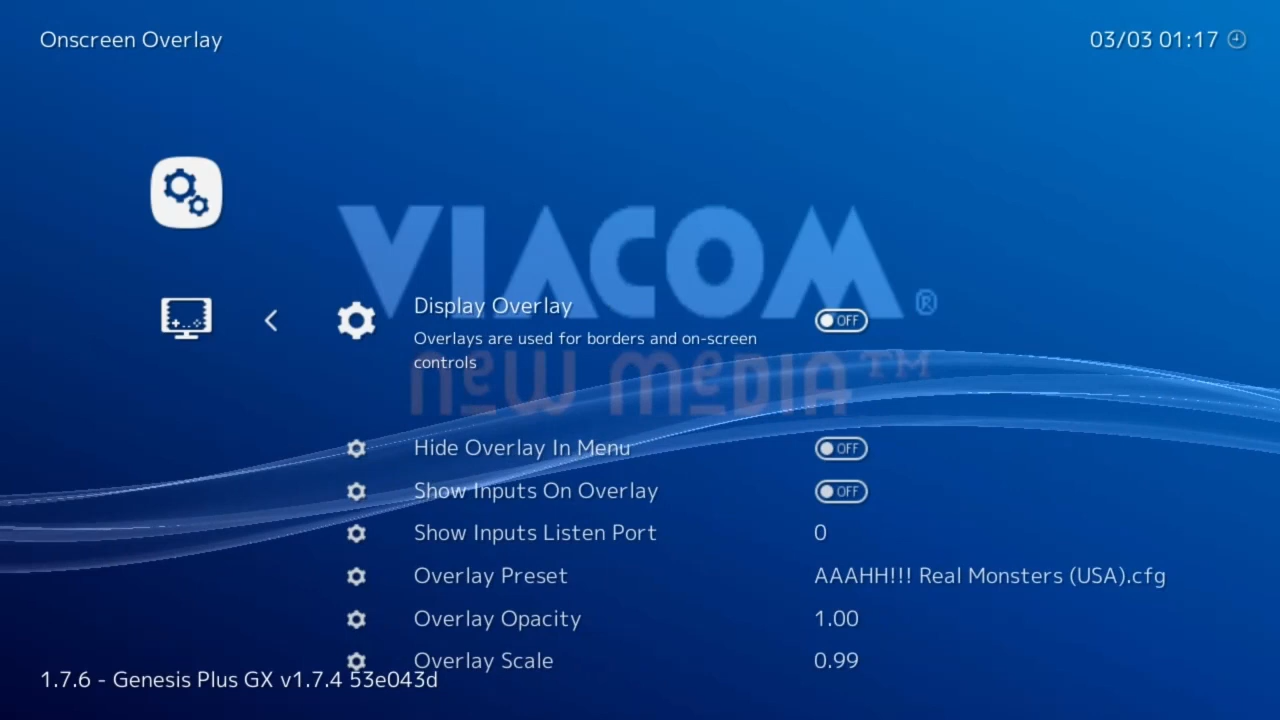 Onscreen Overlay
03/03 01:17
VIACOM®
Display Overlay
OFF
Overlays are used for borders and on-screen
controls
new media™
Hide Overlay In Menu
OFF
Show Inputs On Overlay
OFF
Show Inputs Listen Port
0
Overlay Preset
AAAHH!!! Real Monsters (USA).cfg
Overlay Opacity
1.00
Overlay Scale
0.99
1.7.6 - Genesis Plus GX v1.7.4 53e043d